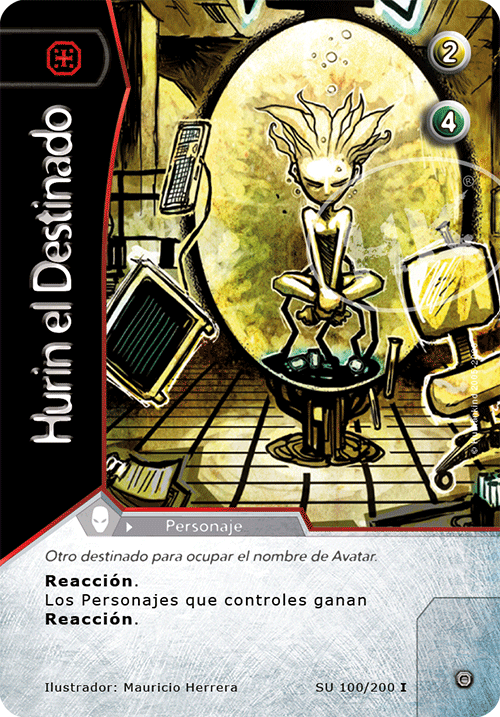 2
4
Hurin el Destinado
Personaje
Otro destinado para ocupar el nombre de Avatar.
Reacción.
Los Personajes que controles ganan
Reacción.
Ilustrador: Mauricio Herrera
SU 100/200 I